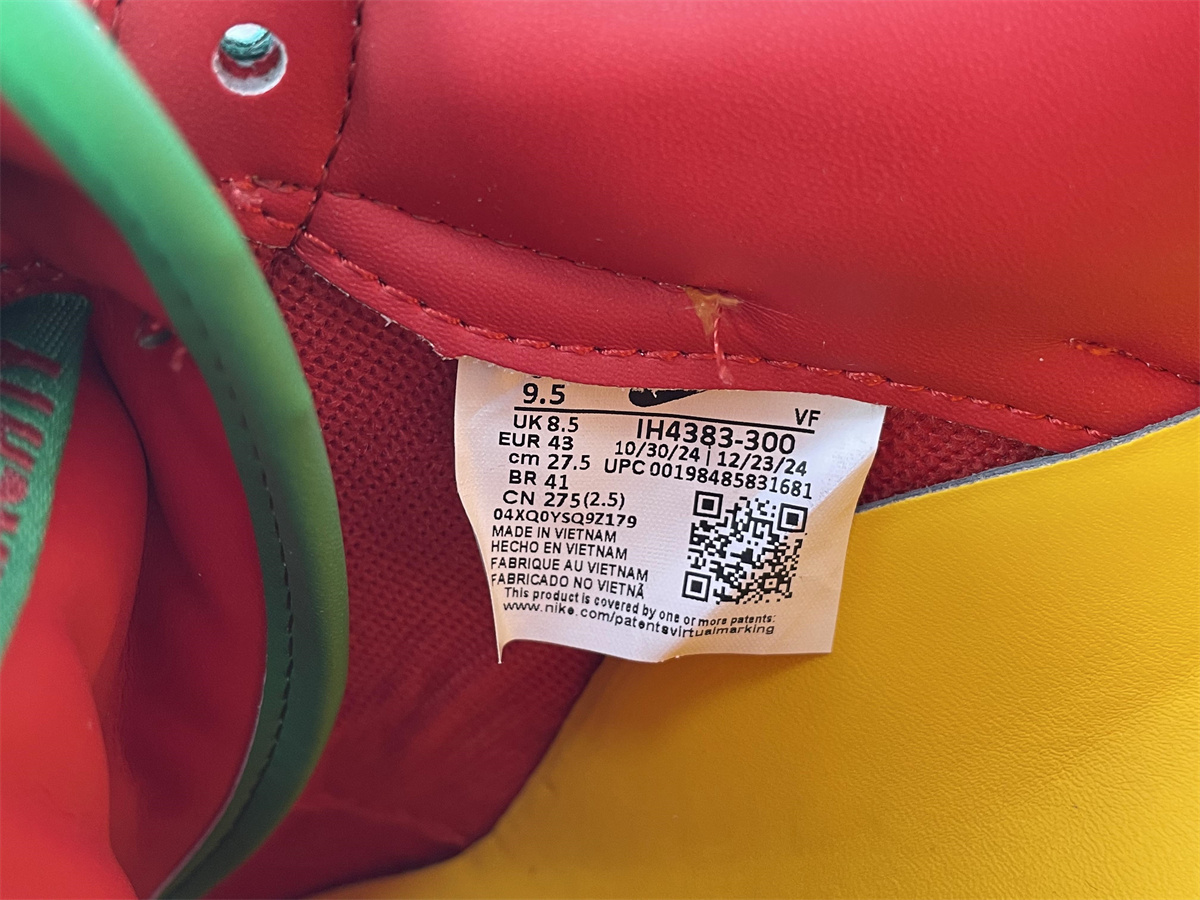 9.5
VF
UK 8.5
IH4383-300
EUR 43
10/30/24 | 12/23/24
cm 27.5
UPC 00198485831681
BR 41
CN 275(2.5)
04XQ0YSQ9Z179
MADE IN VIETNAM
HECHO EN VIETNAM
FABRIQUE AU VIETNAM
FABRICADO NO VIETNÃ
This product is covered by one or more patents:
www.nike.com/patentsvirtualmarking